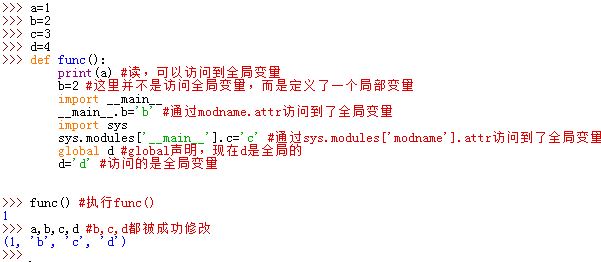 >>> a=1
>>> b=2
>>> c=3
>>> d=4
>>> def func():
print(a) #读，可以访问到全局变量
b=2 #这里并不是访问全局变量，而是定义了一个局部变量
import __main__
__main__.b='b' #通过modname.attr访问到了全局变量
import sys
sys.modules['__main__'].c='c' #通过sys.modules['modname'].attr访问到了全局变量
global d #global声明，现在d是全局的
d='d' #访问的是全局变量
>>> func() #执行func()
1
>>> a,b,c,d #b,c,d都被成功修改
(1, 'b', 'c', 'd')
>>>